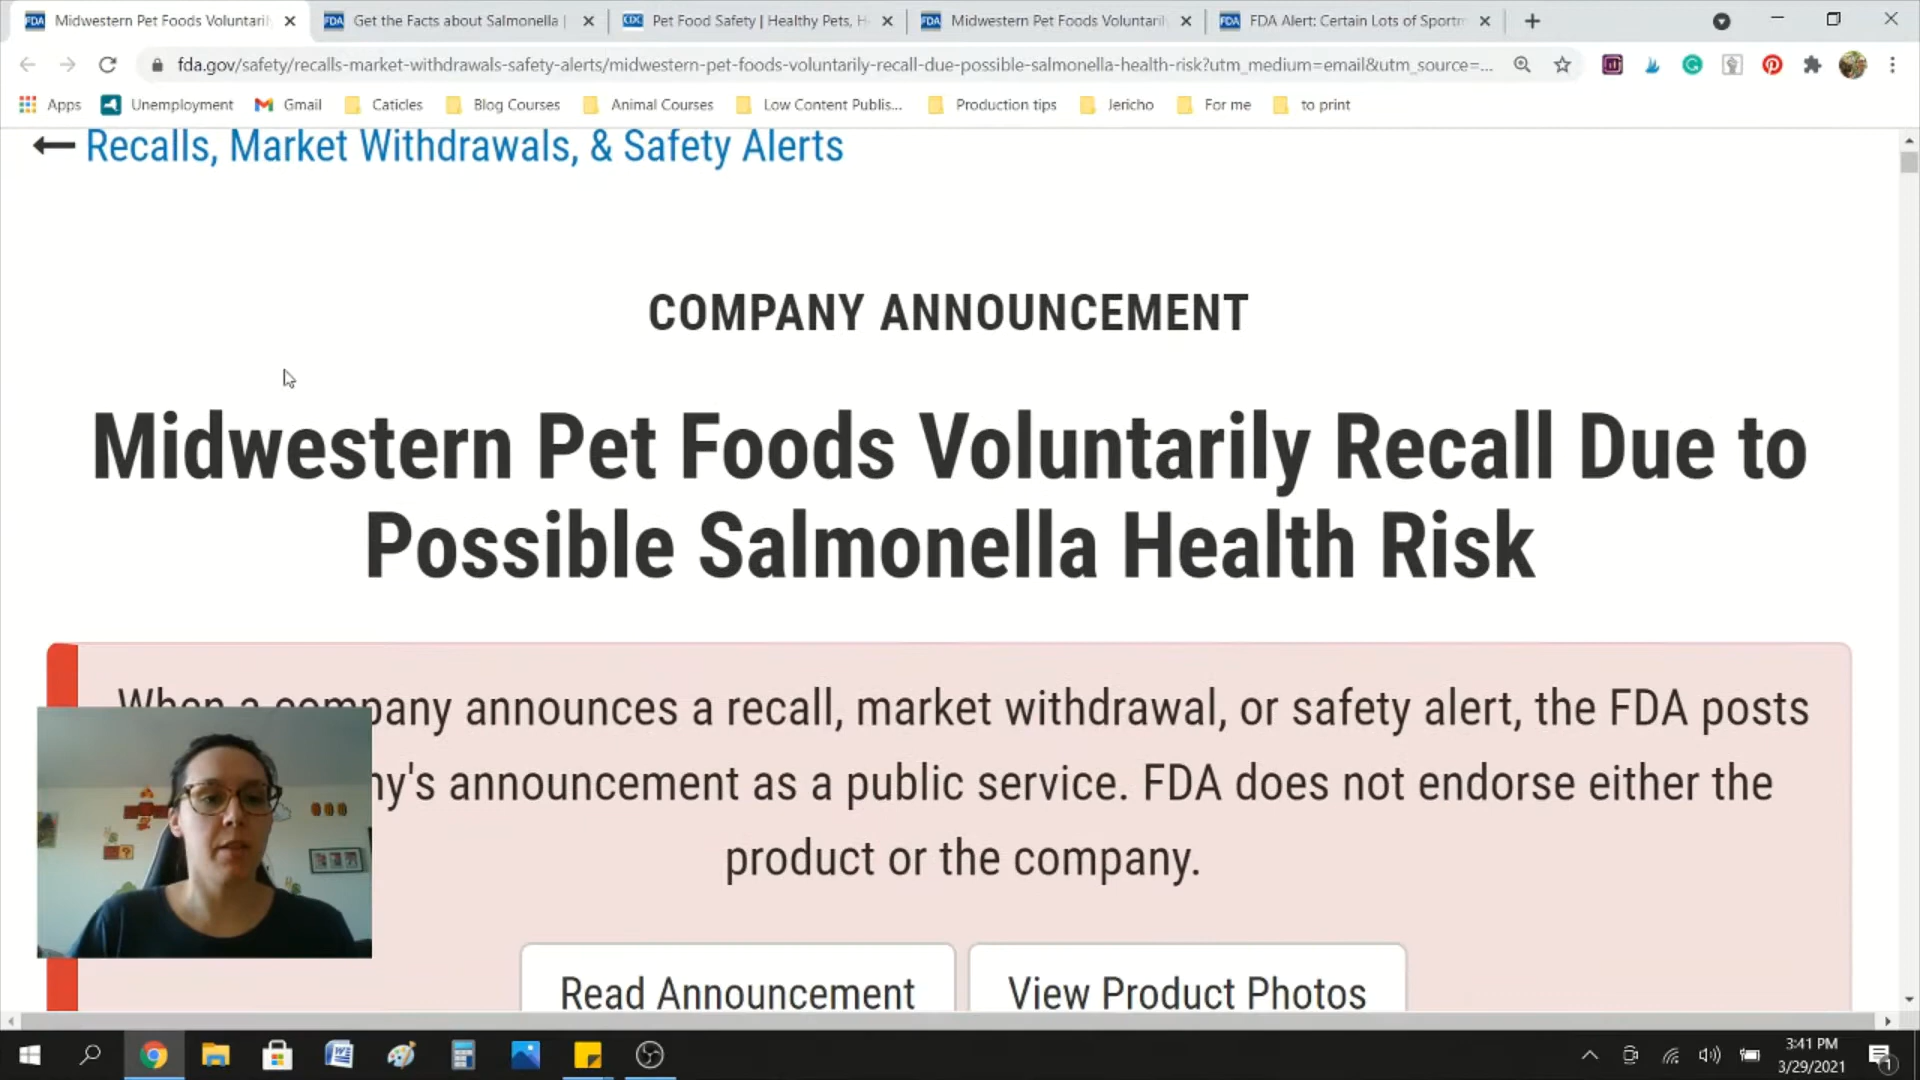 Midwestern Pet Foods Voluntaril
Get the Facts about Salmonella |
Pet Food Safety | Healthy Pets, H
Midwestern Pet Foods Voluntaril
FDA Alert: Certain Lots of Sportm
fda.gov/safety/recalls-market-withdrawals-safety-alerts/midwestern-pet-foods-voluntarily-recall-due-possible-salmonella-health-risk?utm_medium=email&utm_source=...
Apps Unemployment Gmail Caticles Blog Courses Animal Courses Low Content Publis... Production tips Jericho For me to print
Recalls, Market Withdrawals, & Safety Alerts
COMPANY ANNOUNCEMENT
Midwestern Pet Foods Voluntarily Recall Due to
Possible Salmonella Health Risk
When a company announces a recall, market withdrawal, or safety alert, the FDA posts
ny's announcement as a public service. FDA does not endorse either the
product or the company.
Read Announcement
View Product Photos
3:41 PM
3/29/2021